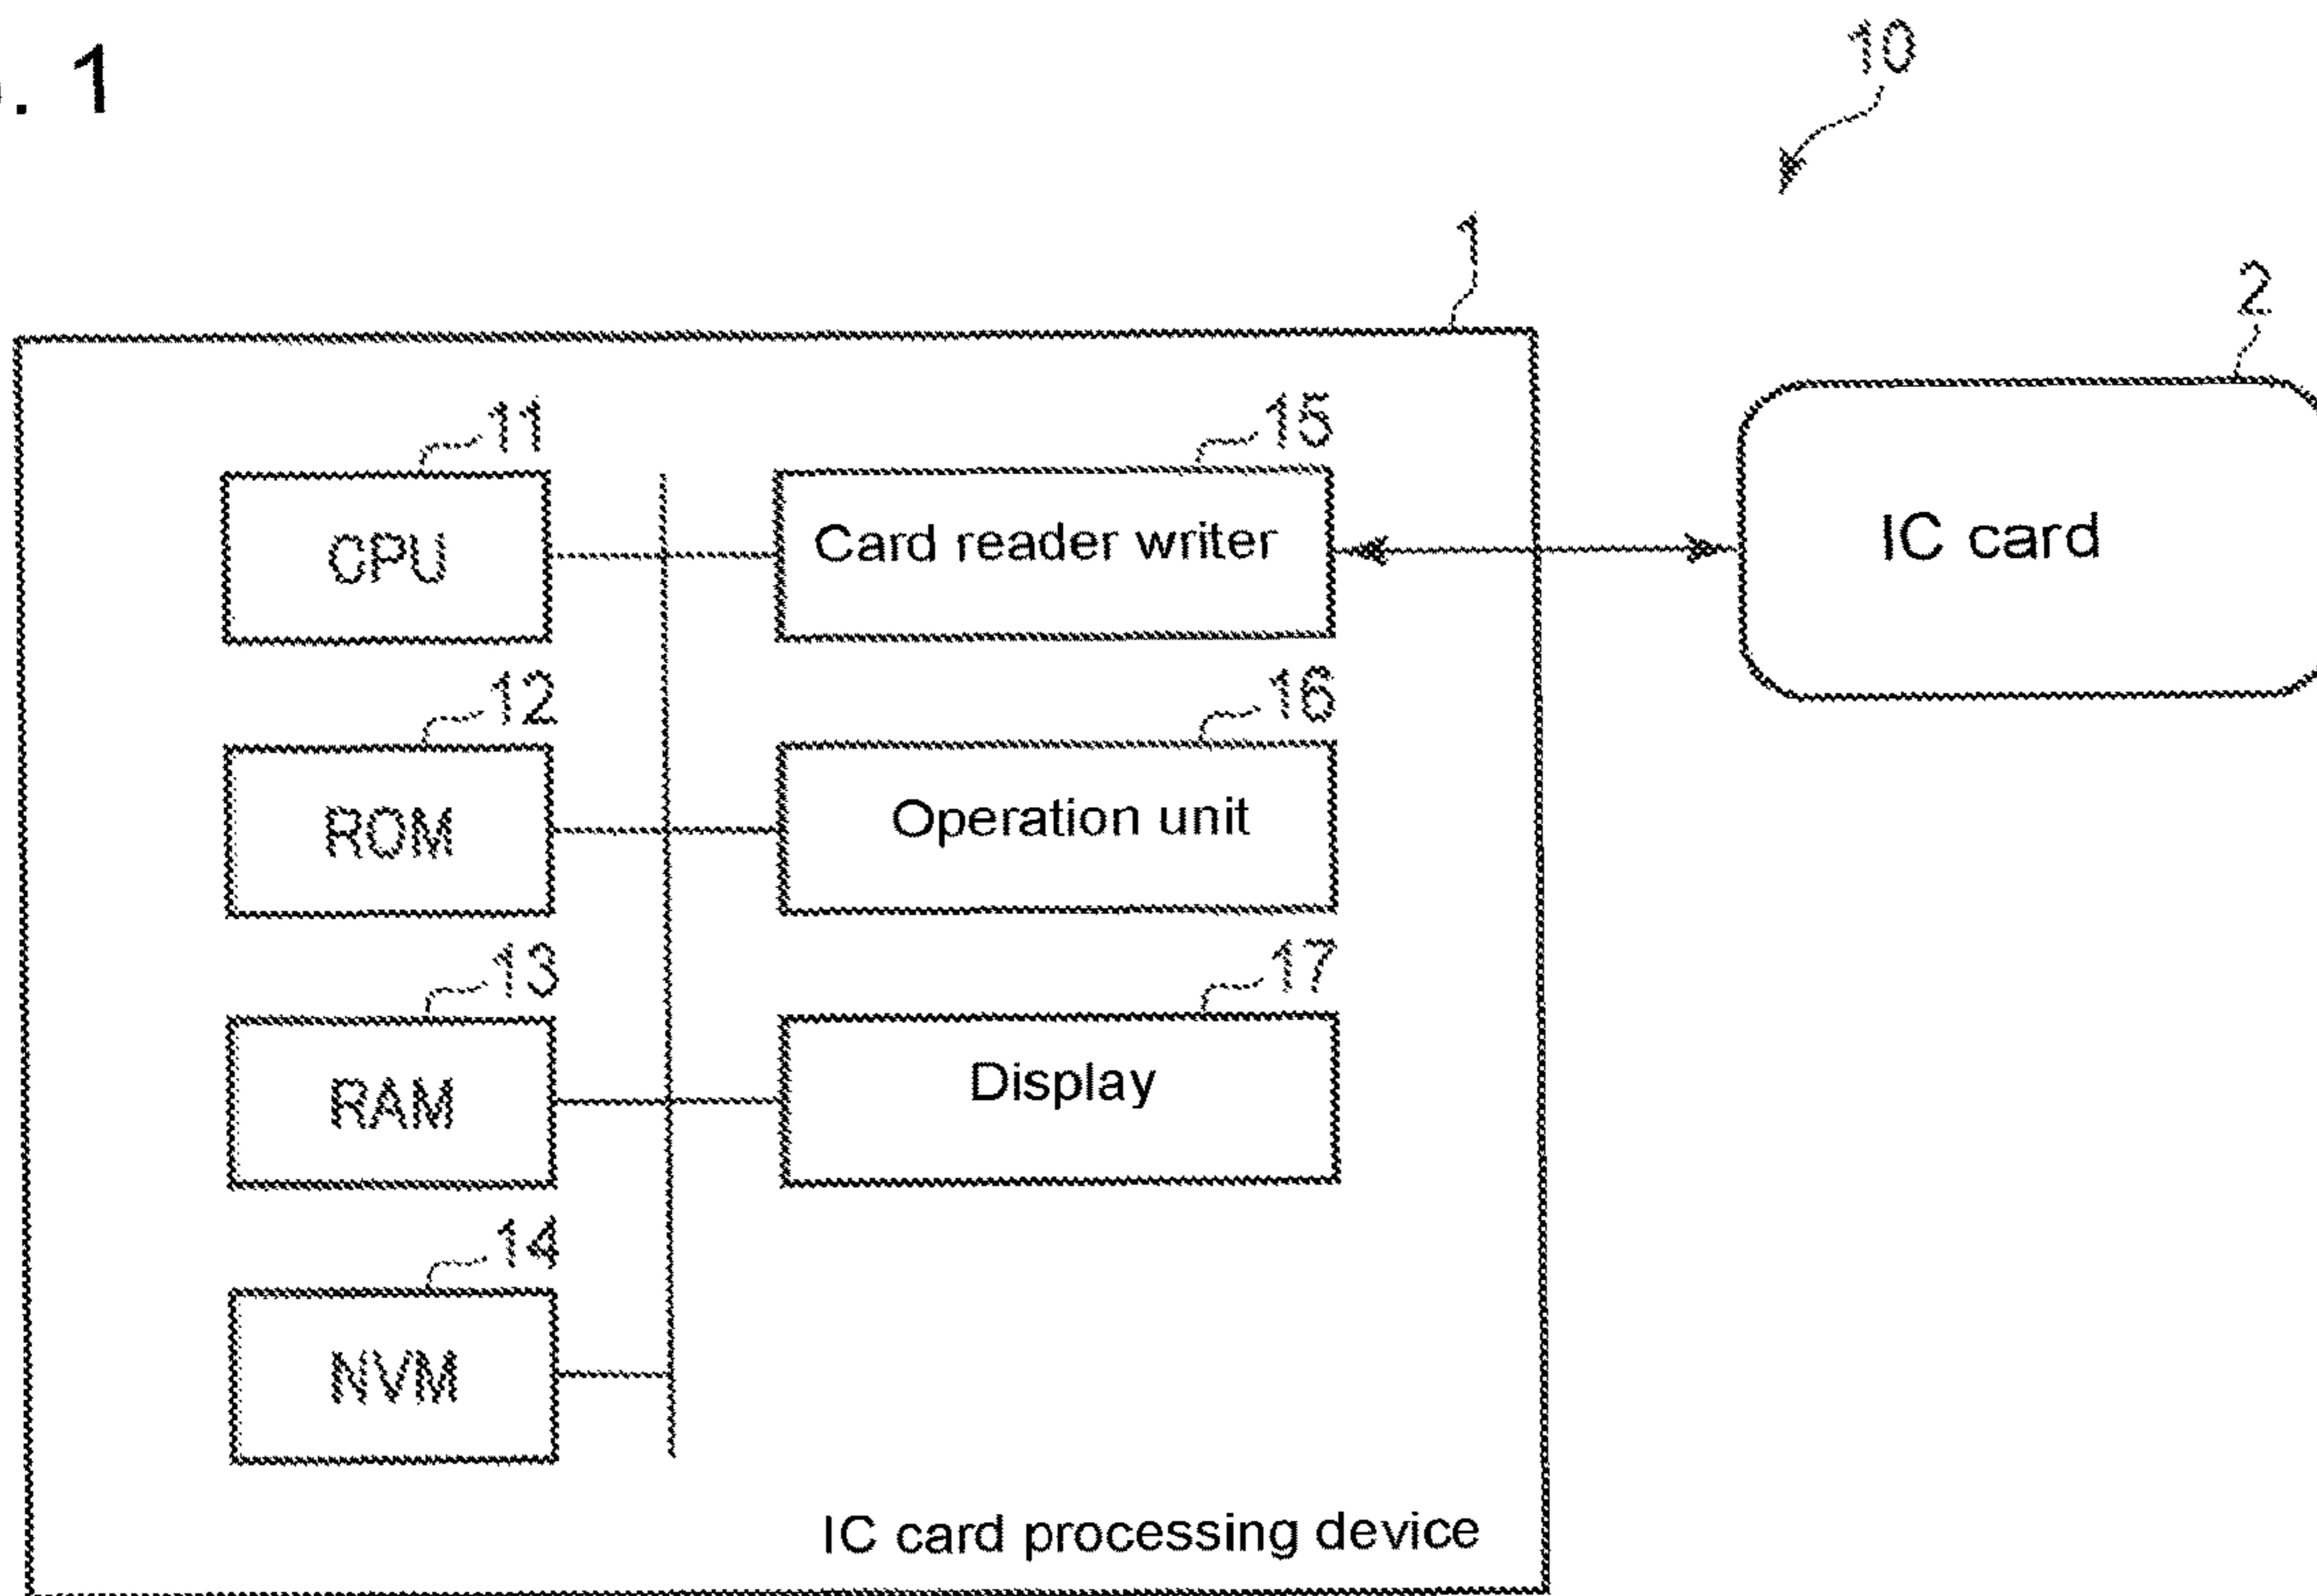 . 1
10
1
2
11
15
CPU
Card reader writer
IC card
12
16
ROM
Operation unit
13
17
RAM
Display
14
NVM
IC card processing device